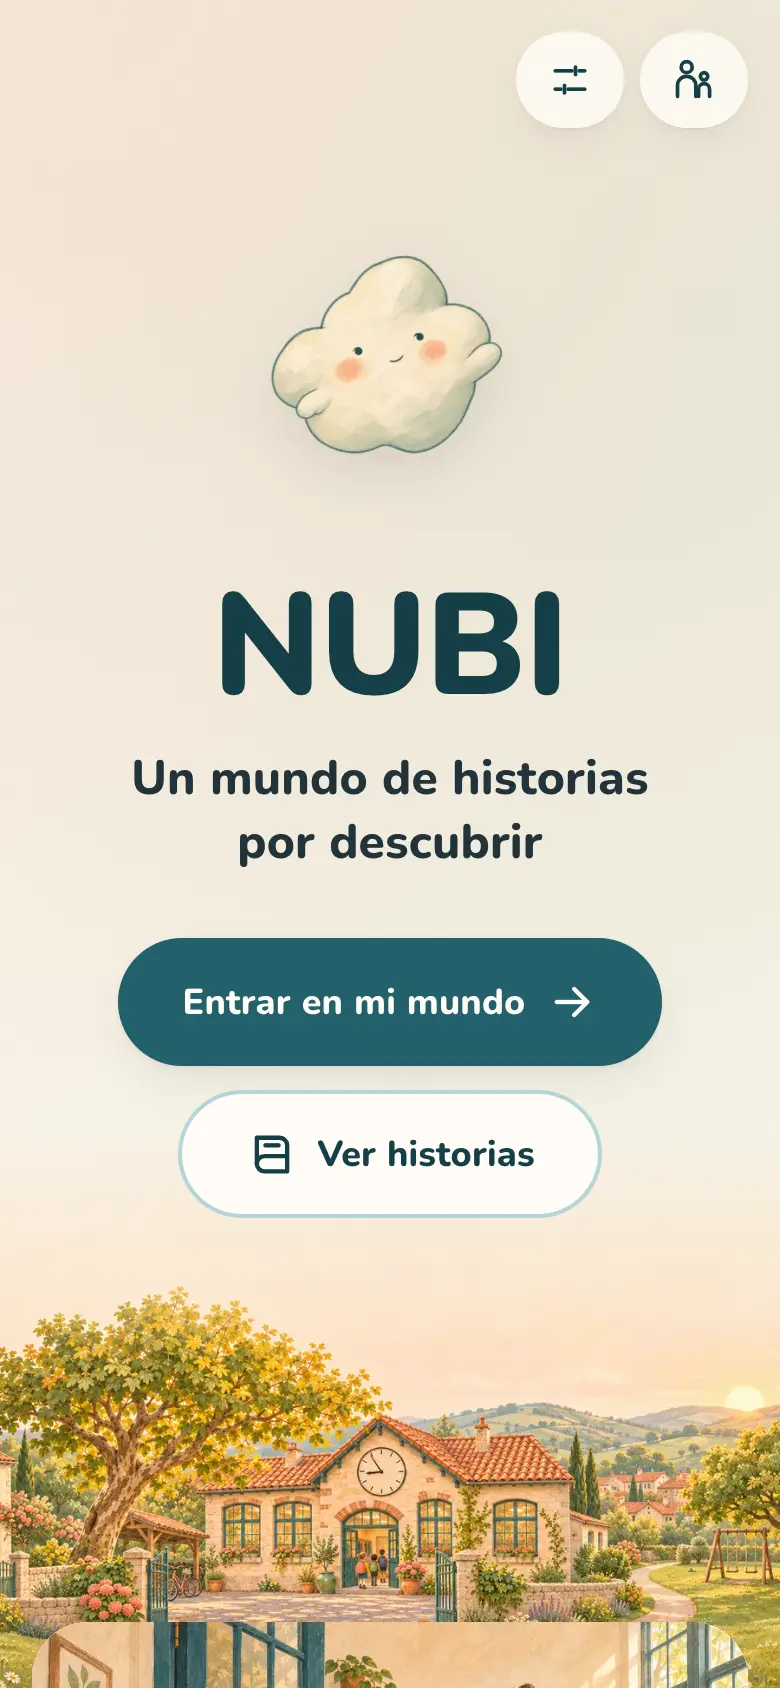 NUBI
Un mundo de historias
por descubrir
Entrar en mi mundo
Ver historias